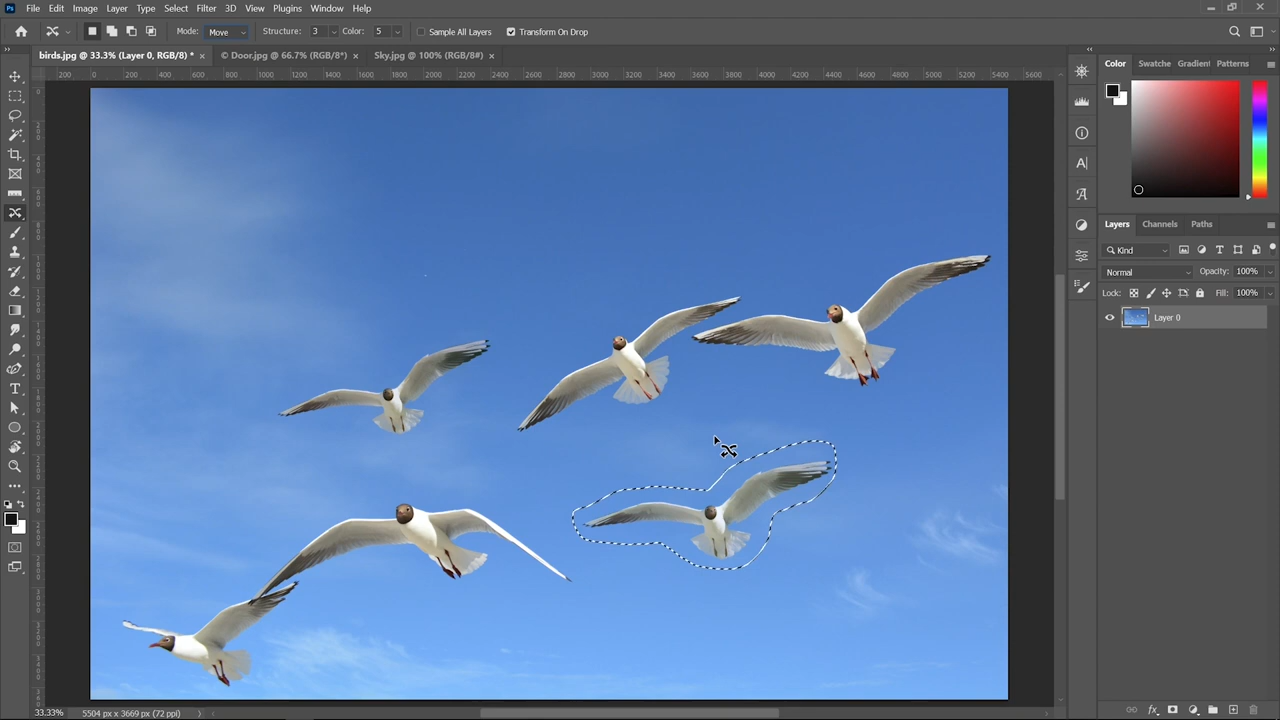 Ps File Edit Image Layer Type Select Filter 3D View Plugins Window Help
Mode: Move Structure: 3 Color: 5 Sample All Layers Transform On Drop
birds.jpg @ 33.3% (Layer 0, RGB/8) * × © Door.jpg @ 66.7% (RGB/8*) × Sky.jpg @ 100% (RGB/8#) ×
200 0 200 400 600 800 1000 1200 1400 1600 1800 2000 2200 2400 2600 2800 3000 3200 3400 3600 3800 4000 4200 4400 4600 4800 5000 5200 5400 5600
Color Swatche Gradient Patterns
Layers Channels Paths
Kind
Normal Opacity: 100%
Lock: Fill: 100%
Layer 0
33.33% 5504 px x 3669 px (72 ppi)